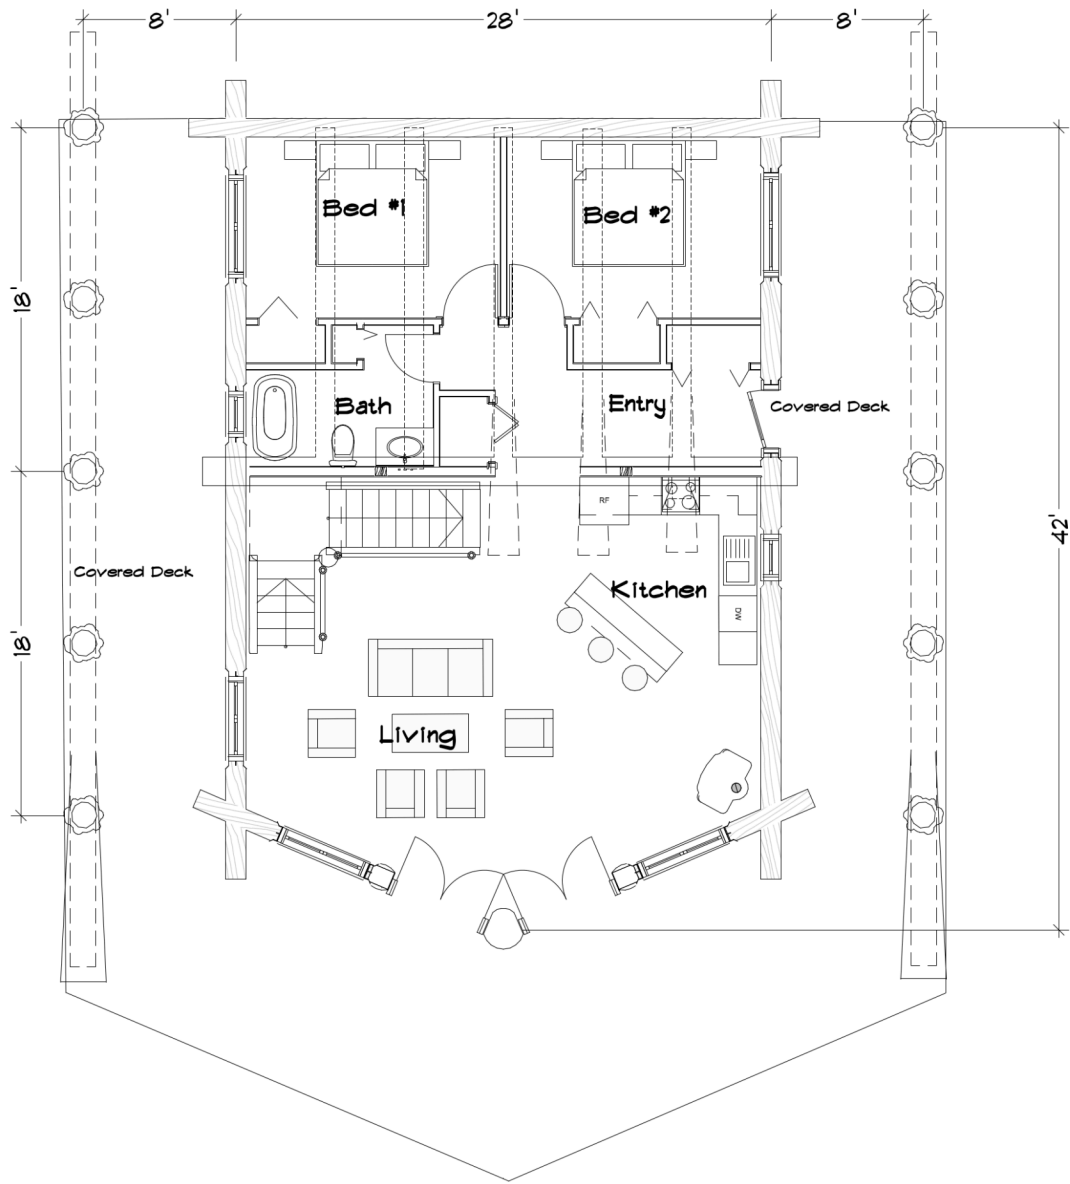 8' 28' 8'
Bed #1
Bed #2
18'
Bath
Entry
Covered Deck
RF
42'
Covered Deck
Kitchen
DW
18'
Living